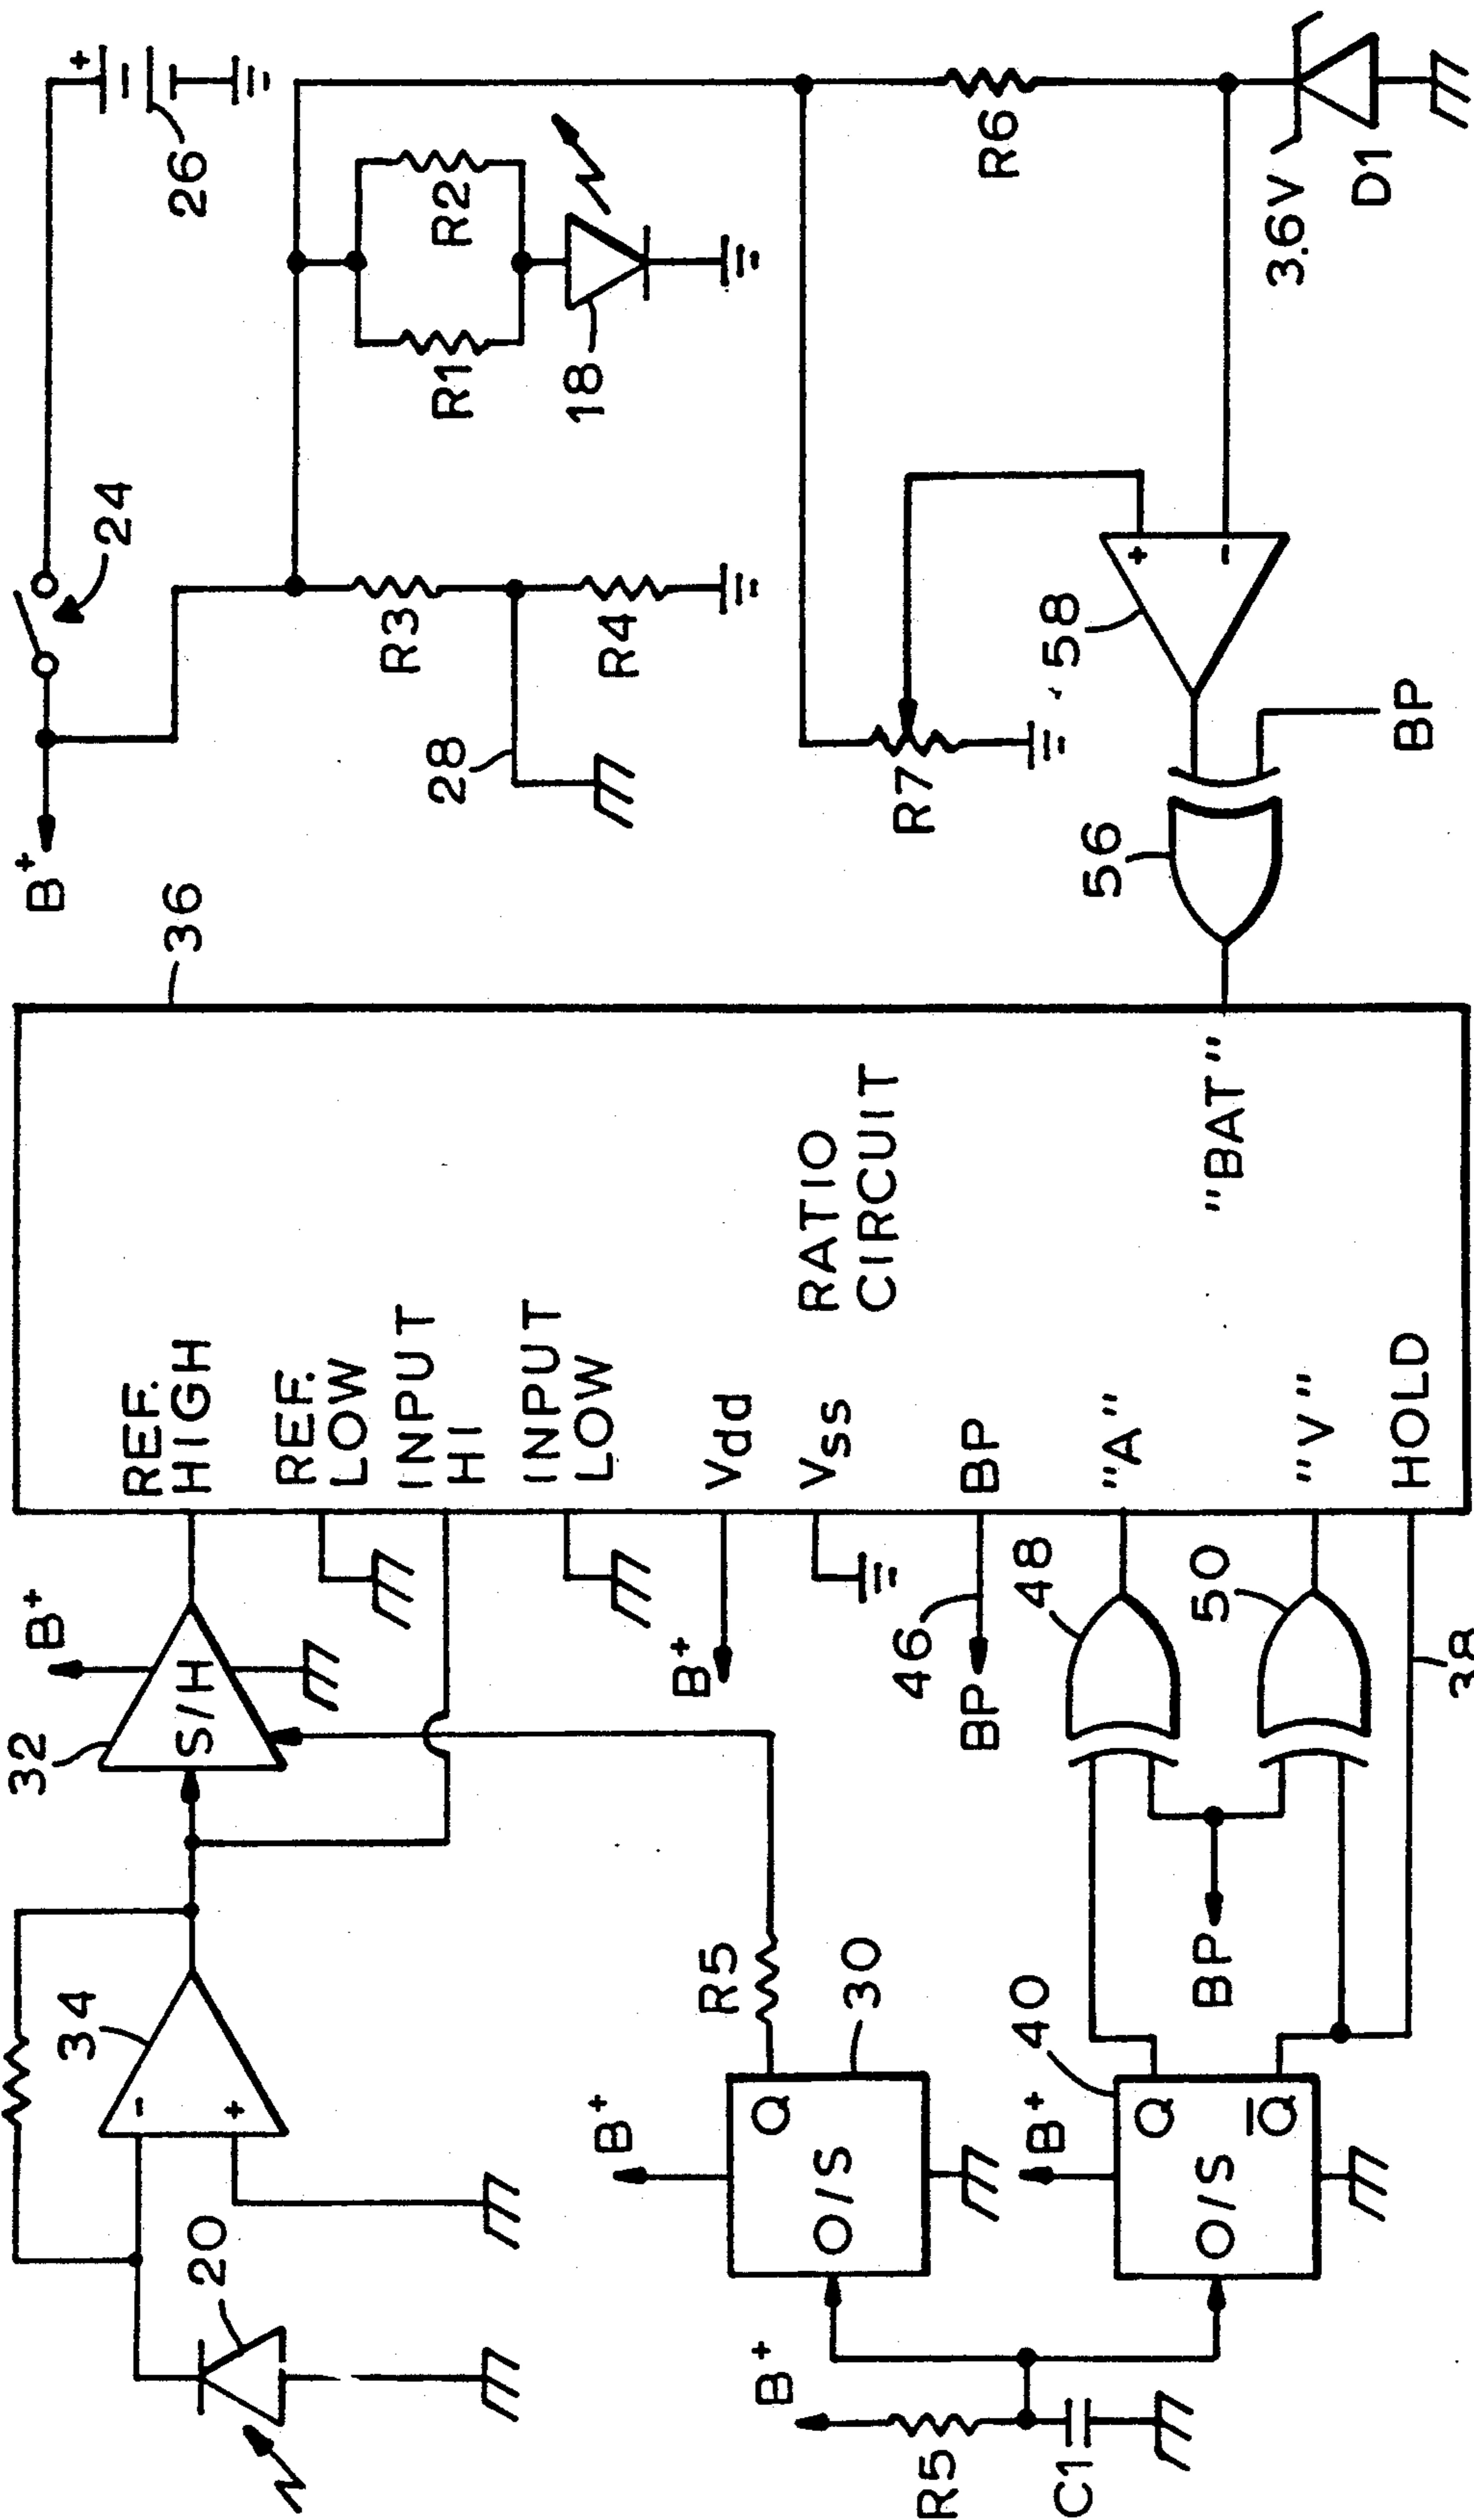 34
32
B+
36
B+
24
+
26
-
+
S/H
REF.
HIGH
REF.
LOW
INPUT
HI
INPUT
LOW
Vdd
Vss
BP
"A"
"V"
HOLD
RATIO
CIRCUIT
"BAT"
20
28
R3
R4
R1
R2
18
B+
B+
R5
Q
O/S
30
B+
46
BP
48
50
38
40
B+
Q
Q̅
O/S
BP
B+
R5
C1
R7
R6
58
+
-
56
BP
3.6V
D1